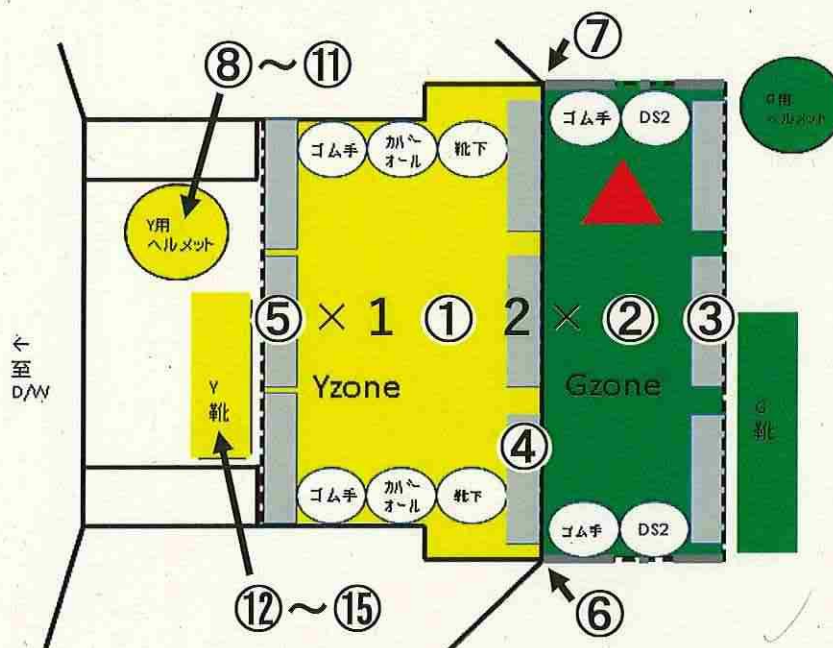 ⑦
⑧～⑪
G用
ヘルメット
ゴム手
カバーオール
靴下
ゴム手
DS2
Y用
ヘルメット
←
至
D/W
⑤ × 1 ① 2 × ② ③
Y
靴
Yzone
Gzone
G
靴
④
ゴム手
カバーオール
靴下
ゴム手
DS2
⑫～⑮
⑥